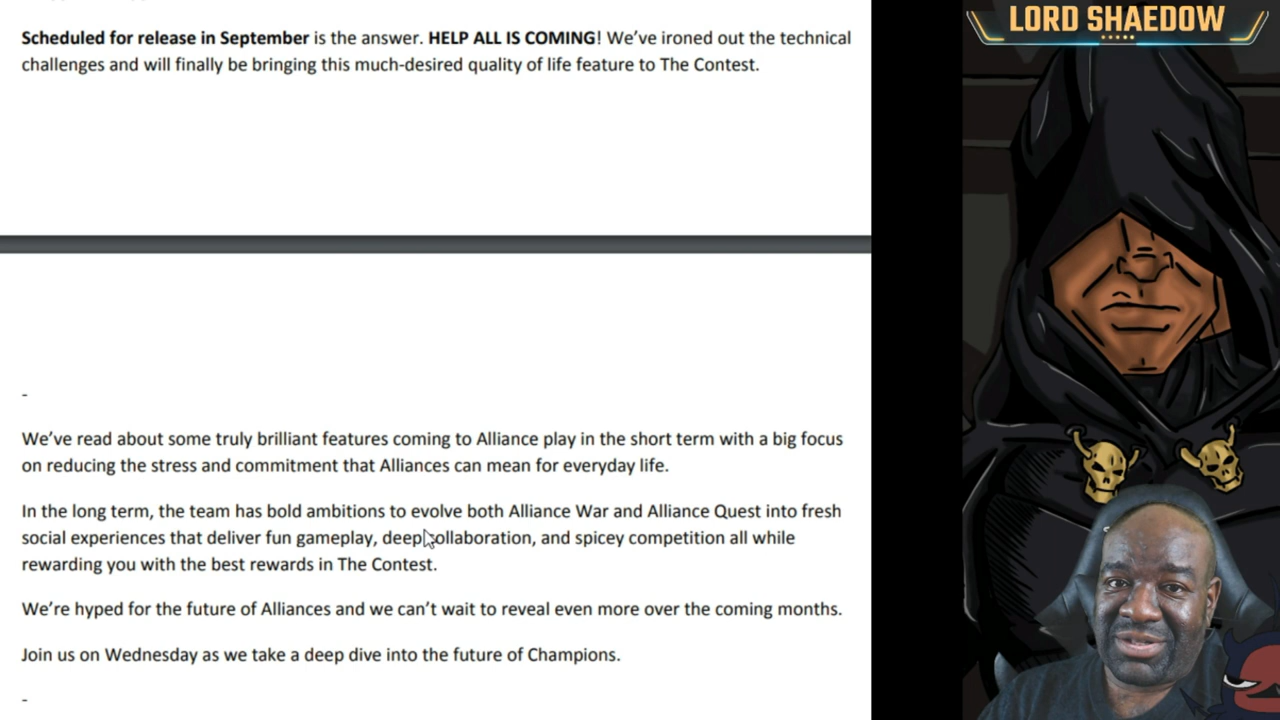 LORD SHAEDOW
Scheduled for release in September is the answer. HELP ALL IS COMING! We've ironed out the technical
challenges and will finally be bringing this much-desired quality of life feature to The Contest.
-
We've read about some truly brilliant features coming to Alliance play in the short term with a big focus
on reducing the stress and commitment that Alliances can mean for everyday life.
In the long term, the team has bold ambitions to evolve both Alliance War and Alliance Quest into fresh
social experiences that deliver fun gameplay, deep collaboration, and spicey competition all while
rewarding you with the best rewards in The Contest.
We're hyped for the future of Alliances and we can't wait to reveal even more over the coming months.
Join us on Wednesday as we take a deep dive into the future of Champions.
-